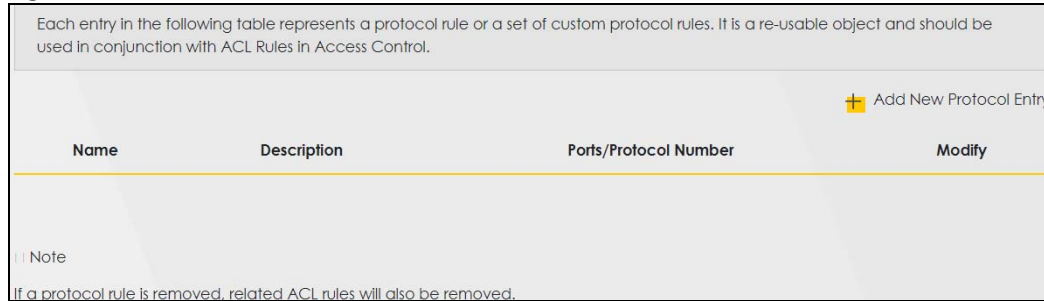 Each entry in the following table represents a protocol rule or a set of custom protocol rules. It is a re-usable object and should be
used in conjunction with ACL Rules in Access Control.
+ Add New Protocol Entry
Name Description Ports/Protocol Number Modify
Note
If a protocol rule is removed, related ACL rules will also be removed.